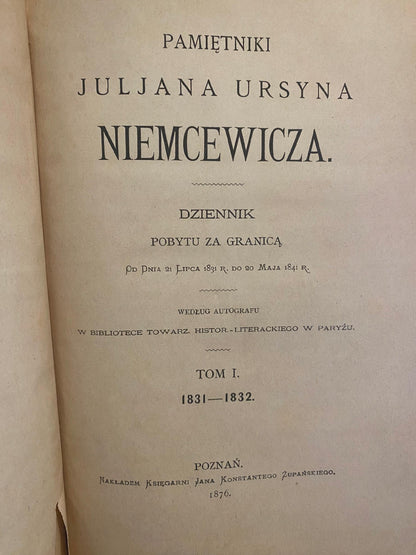 PAMIĘTNIKI
JULJANA URSYNA
NIEMCEWICZA.
DZIENNIK
POBYTU ZA GRANICĄ
OD DNIA 21 LIPCA 1831 R. DO 20 MAJA 1841 R.
WEDŁUG AUTOGRAFU
W BIBLIOTECE TOWARZ. HISTOR.-LITERACKIEGO W PARYŻU.
TOM I.
1831—1832.
POZNAŃ.
NAKŁADEM KSIĘGARNI JANA KONSTANTEGO ŻUPAŃSKIEGO.
1876.